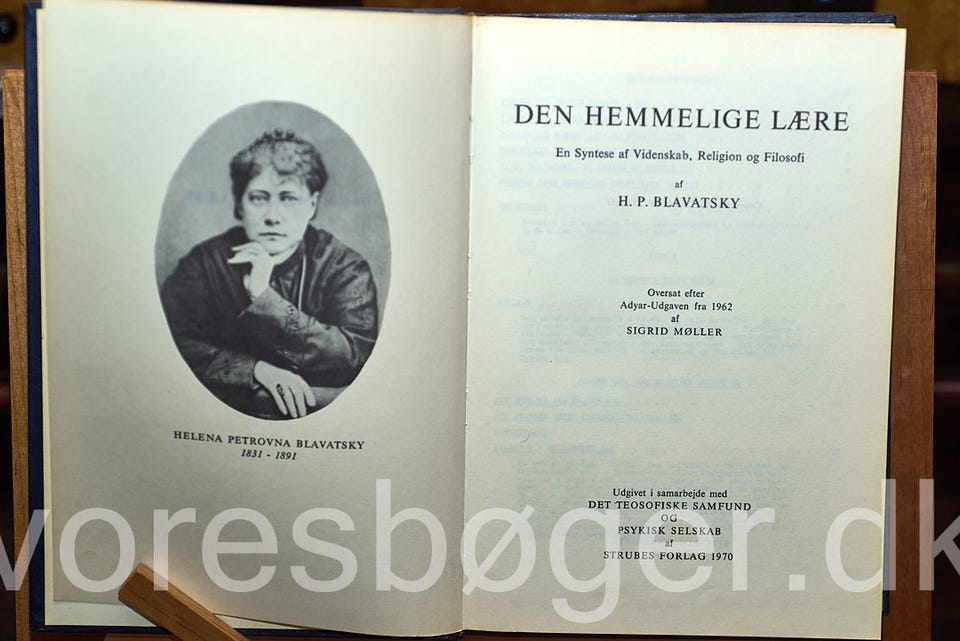 HELENA PETROVNA BLAVATSKY
1831 - 1891
DEN HEMMELIGE LÆRE
En Syntese af Videnskab, Religion og Filosofi
af
H. P. BLAVATSKY
Oversat efter
Adyar-Udgaven fra 1962
af
SIGRID MØLLER
Udgivet i samarbejde med
DET TEOSOFISKE SAMFUND
OG
PSYKISK SELSKAB
af
STRUBES FORLAG 1970
voresbøger.dk